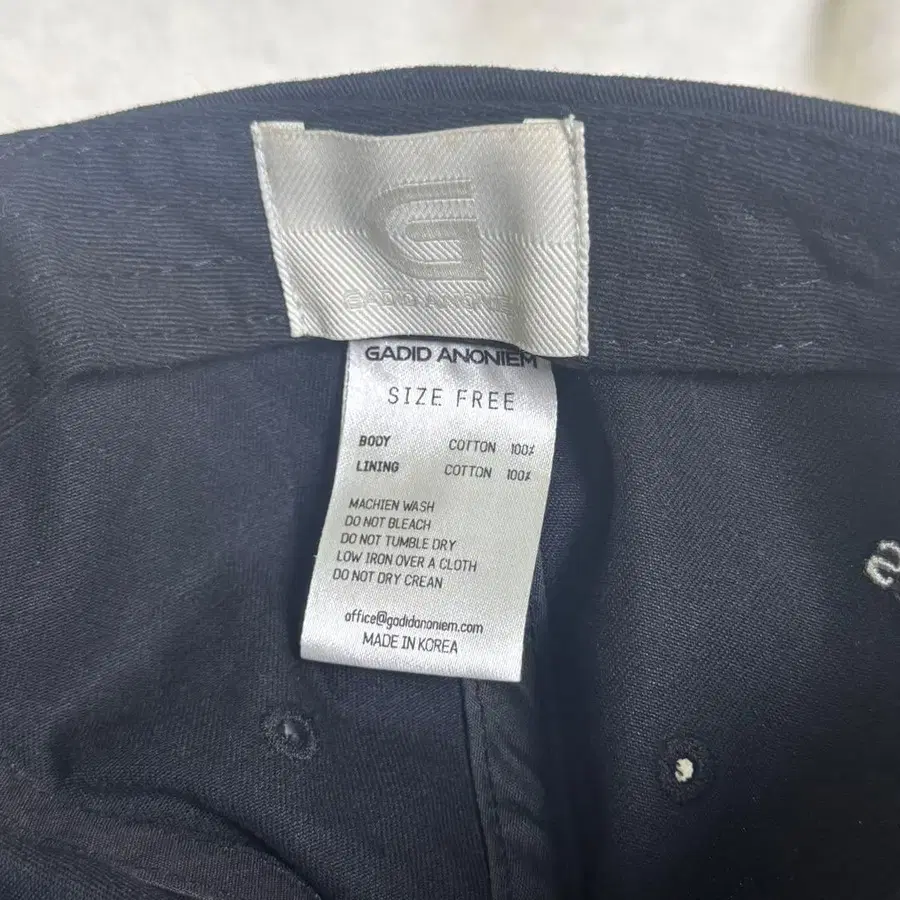 GADID ANONIEM
GADID ANONIEM
SIZE FREE
BODY COTTON 100%
LINING COTTON 100%
MACHIEN WASH
DO NOT BLEACH
DO NOT TUMBLE DRY
LOW IRON OVER A CLOTH
DO NOT DRY CREAN
office@gadidanoniem.com
MADE IN KOREA